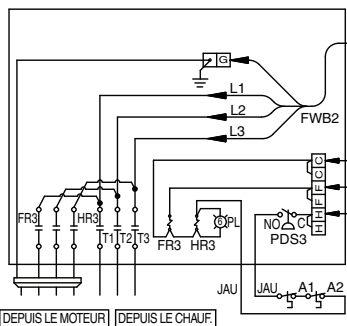 G
L1
L2
L3
FWB2
C
C
F
F
H
H
FR3
HR3
T1
T2
T3
FR3
HR3
6
PL
NO
C
PDS3
JAU
JAU
A1
A2
DEPUIS LE MOTEUR
DEPUIS LE CHAUF.